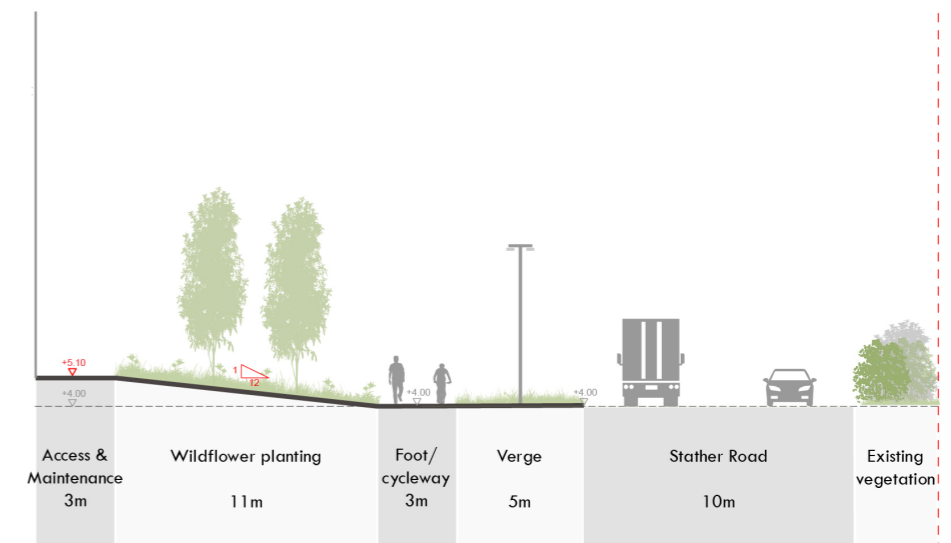 +5.10
1
12
+4.00
+4.00
+4.00
Access &
Maintenance
3m
Wildflower planting
11m
Foot/
cycleway
3m
Verge
5m
Stather Road
10m
Existing
vegetation